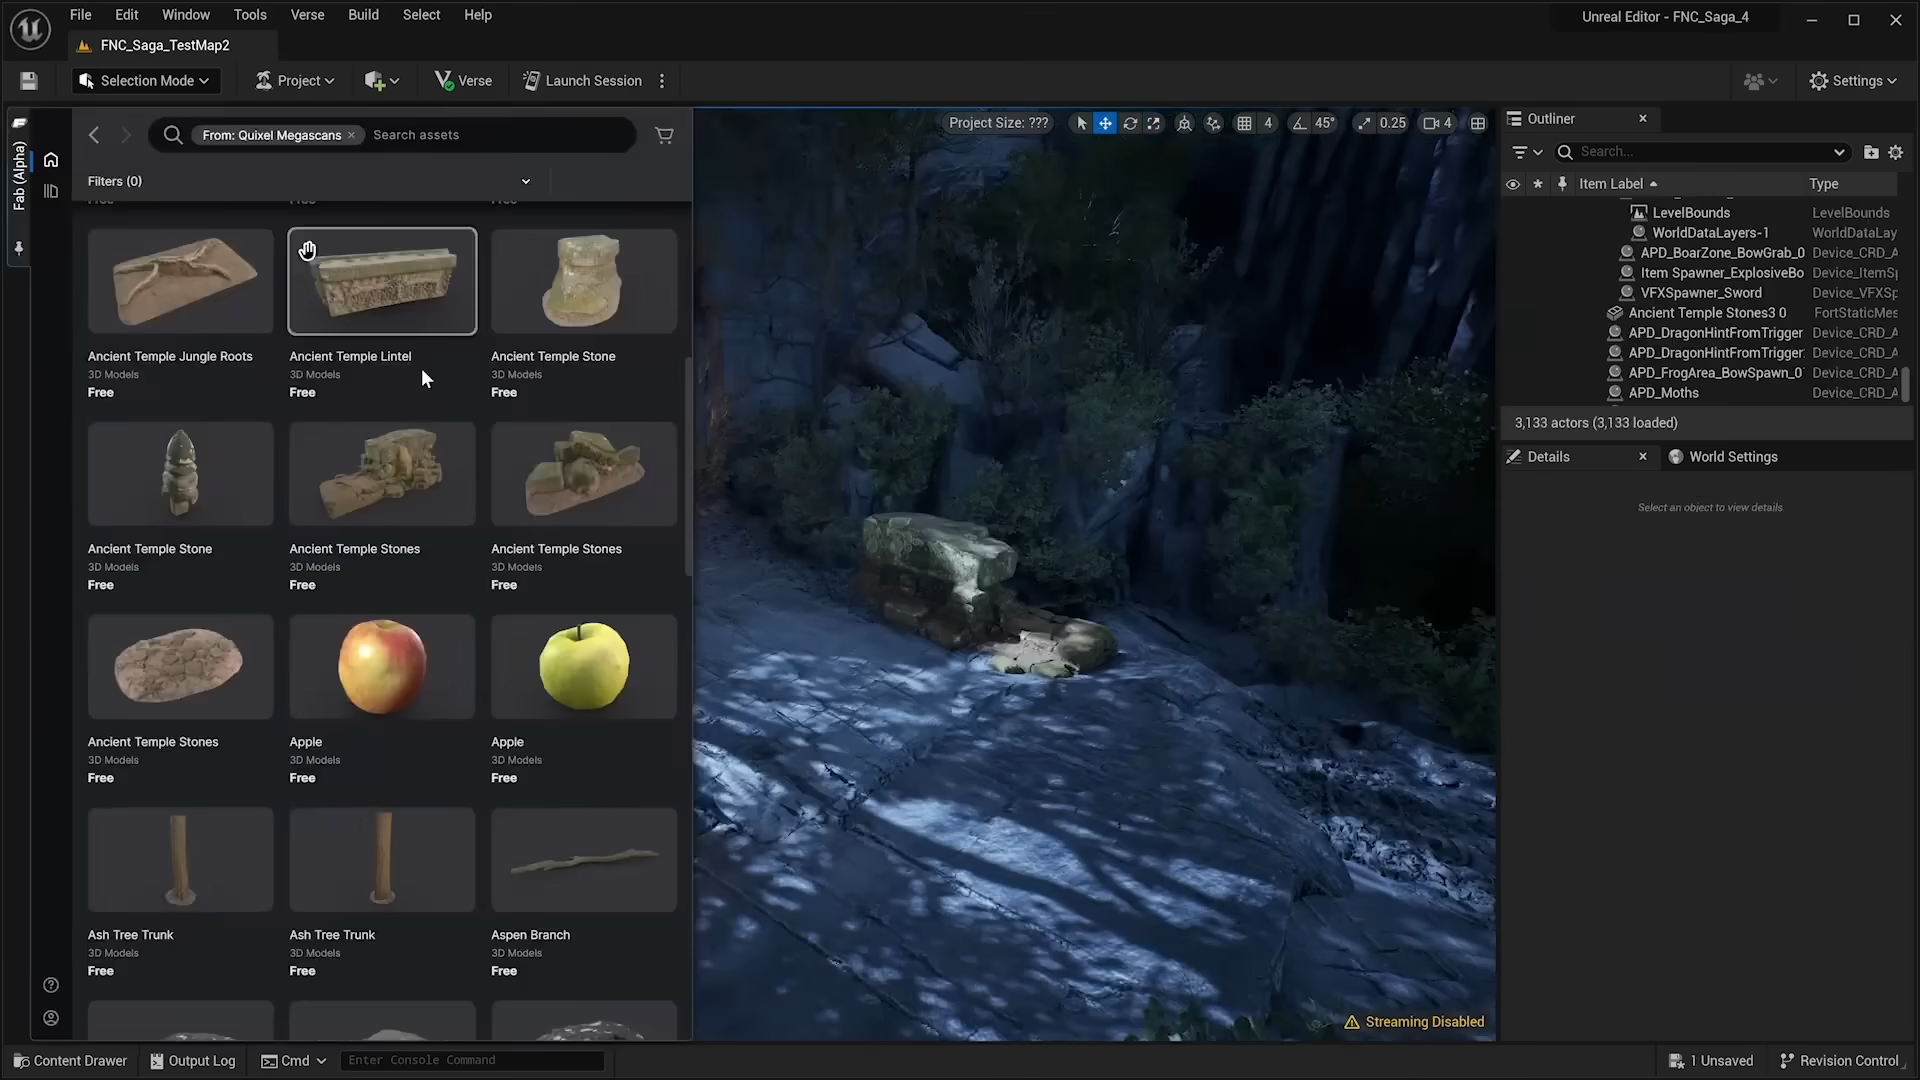 File Edit Window Tools Verse Build Select Help
Unreal Editor - FNC_Saga_4
FNC_Saga_TestMap2
Selection Mode
Project
Verse
Launch Session
Settings
Fab (Alpha)
From: Quixel Megascans
Search assets
Filters (0)
Ancient Temple Jungle Roots
3D Models
Free
Ancient Temple Lintel
3D Models
Free
Ancient Temple Stone
3D Models
Free
Ancient Temple Stone
3D Models
Free
Ancient Temple Stones
3D Models
Free
Ancient Temple Stones
3D Models
Free
Ancient Temple Stones
3D Models
Free
Apple
3D Models
Free
Apple
3D Models
Free
Ash Tree Trunk
3D Models
Free
Ash Tree Trunk
3D Models
Free
Aspen Branch
3D Models
Free
Project Size: ???
4
45°
0.25
4
Streaming Disabled
Outliner
Search...
Item Label Type
LevelBounds LevelBounds
WorldDataLayers-1 WorldDataLay
APD_BoarZone_BowGrab_0 Device_CRD_A
Item Spawner_ExplosiveBo Device_ItemSp
VFXSpawner_Sword Device_VFXSp
Ancient Temple Stones3 0 FortStaticMes
APD_DragonHintFromTrigger Device_CRD_A
APD_DragonHintFromTrigger Device_CRD_A
APD_FrogArea_BowSpawn_0 Device_CRD_A
APD_Moths Device_CRD_A
3,133 actors (3,133 loaded)
Details
World Settings
Select an object to view details
Content Drawer
Output Log
Cmd
Enter Console Command
1 Unsaved
Revision Control